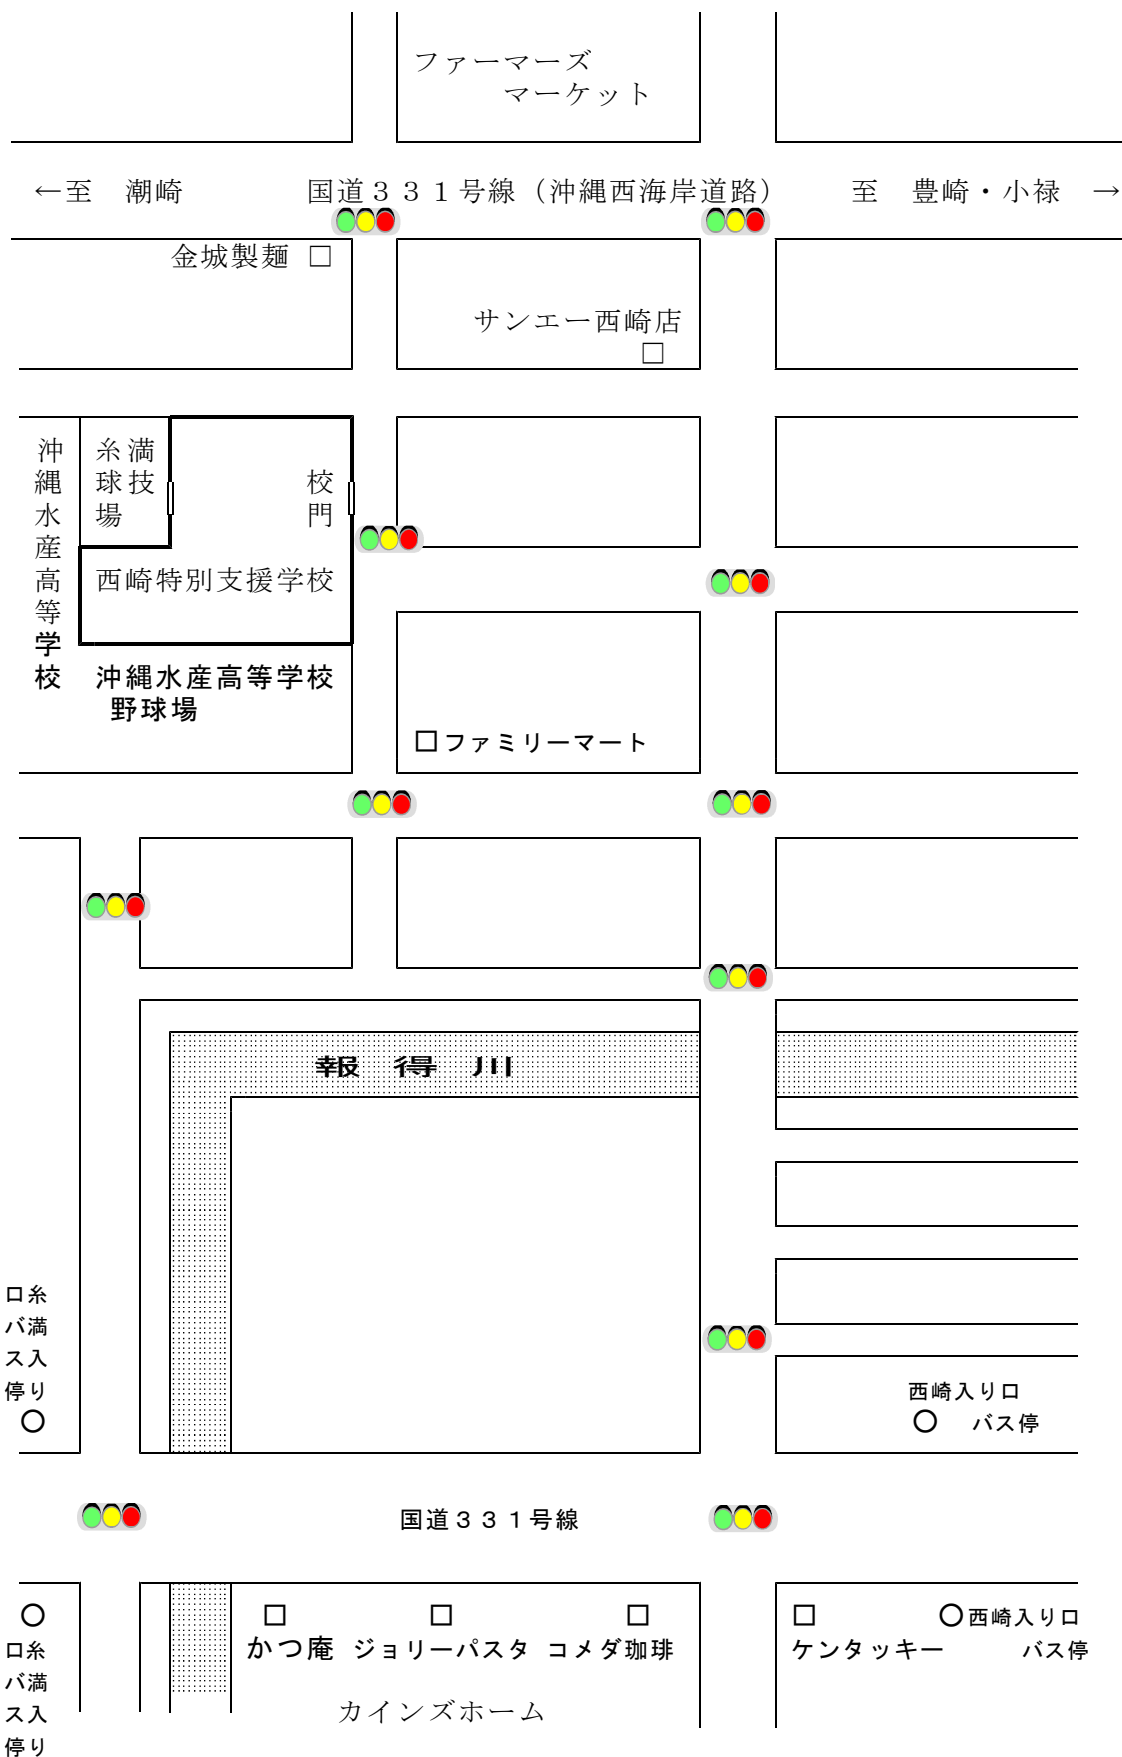 ファーマーズ
マーケット
←至　潮崎　国道３３１号線（沖縄西海岸道路）　至　豊崎・小禄　→
金城製麺 □
サンエー西崎店
□
沖縄水産高等学校
糸満
球技
場
校門
西崎特別支援学校
沖縄水産高等学校
野球場
□ファミリーマート
報得川
糸満入り
口バス停
○
西崎入り口
○　バス停
国道３３１号線
○
糸満入り
口バス停
□　□　□
かつ庵　ジョリーパスタ　コメダ珈琲
カインズホーム
□
ケンタッキー
○西崎入り口
バス停